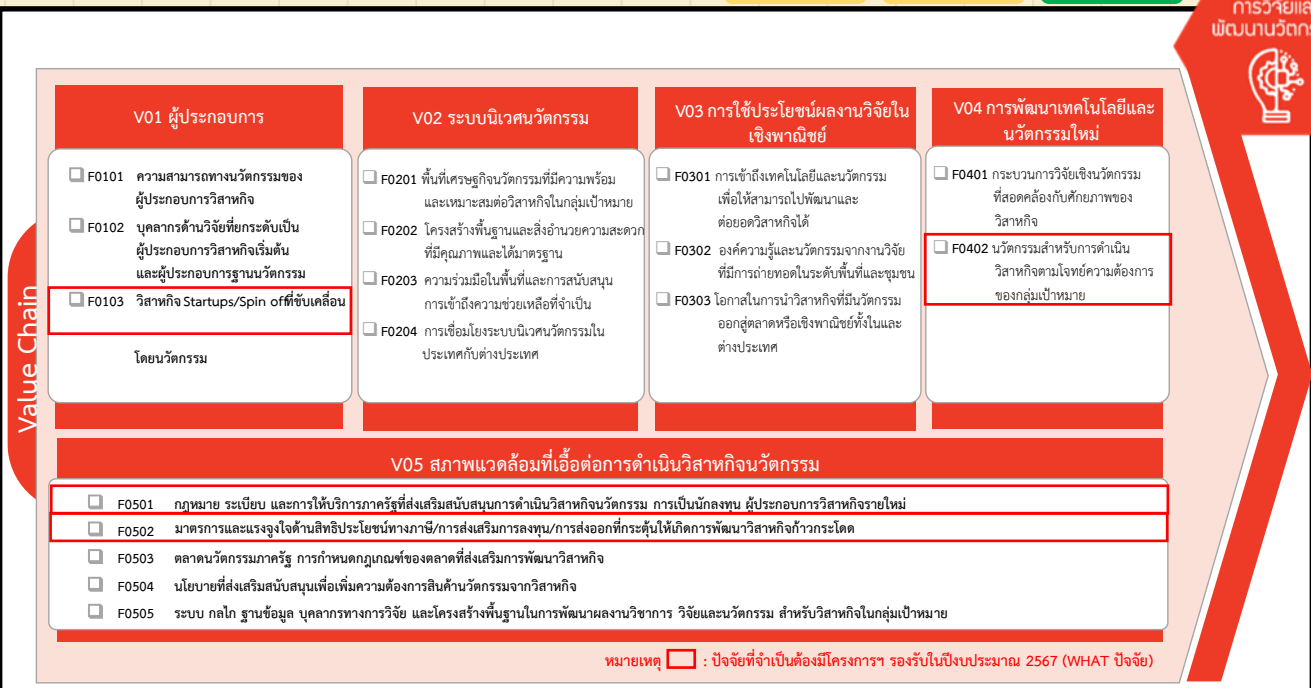 การวิจัยและ
พัฒนานวัตกร
Value Chain
V01 ผู้ประกอบการ
F0101 ความสามารถทางนวัตกรรมของ
ผู้ประกอบการวิสาหกิจ
F0102 บุคลากรด้านวิจัยที่ยกระดับเป็น
ผู้ประกอบการวิสาหกิจเริ่มต้น
และผู้ประกอบการฐานนวัตกรรม
F0103 วิสาหกิจ Startups/Spin offที่ขับเคลื่อน
โดยนวัตกรรม
V02 ระบบนิเวศนวัตกรรม
F0201 พื้นที่เศรษฐกิจนวัตกรรมที่มีความพร้อม
และเหมาะสมต่อวิสาหกิจในกลุ่มเป้าหมาย
F0202 โครงสร้างพื้นฐานและสิ่งอำนวยความสะดวก
ที่มีคุณภาพและได้มาตรฐาน
F0203 ความร่วมมือในพื้นที่และการสนับสนุน
การเข้าถึงความช่วยเหลือที่จำเป็น
F0204 การเชื่อมโยงระบบนิเวศนวัตกรรมใน
ประเทศกับต่างประเทศ
V03 การใช้ประโยชน์ผลงานวิจัยใน
เชิงพาณิชย์
F0301 การเข้าถึงเทคโนโลยีและนวัตกรรม
เพื่อให้สามารถไปพัฒนาและ
ต่อยอดวิสาหกิจได้
F0302 องค์ความรู้และนวัตกรรมจากงานวิจัย
ที่มีการถ่ายทอดในระดับพื้นที่และชุมชน
F0303 โอกาสในการนำวิสาหกิจที่มีนวัตกรรม
ออกสู่ตลาดหรือเชิงพาณิชย์ทั้งในและ
ต่างประเทศ
V04 การพัฒนาเทคโนโลยีและ
นวัตกรรมใหม่
F0401 กระบวนการวิจัยเชิงนวัตกรรม
ที่สอดคล้องกับศักยภาพของ
วิสาหกิจ
F0402 นวัตกรรมสำหรับการดำเนิน
วิสาหกิจตามโจทย์ความต้องการ
ของกลุ่มเป้าหมาย
V05 สภาพแวดล้อมที่เอื้อต่อการดำเนินวิสาหกิจนวัตกรรม
F0501 กฎหมาย ระเบียบ และการให้บริการภาครัฐที่ส่งเสริมสนับสนุนการดำเนินวิสาหกิจนวัตกรรม การเป็นนักลงทุน ผู้ประกอบการวิสาหกิจรายใหม่
F0502 มาตรการและแรงจูงใจด้านสิทธิประโยชน์ทางภาษี/การส่งเสริมการลงทุน/การส่งออกที่กระตุ้นให้เกิดการพัฒนาวิสาหกิจก้าวกระโดด
F0503 ตลาดนวัตกรรมภาครัฐ การกำหนดกฎเกณฑ์ของตลาดที่ส่งเสริมการพัฒนาวิสาหกิจ
F0504 นโยบายที่ส่งเสริมสนับสนุนเพื่อเพิ่มความต้องการสินค้านวัตกรรมจากวิสาหกิจ
F0505 ระบบ กลไก ฐานข้อมูล บุคลากรทางการวิจัย และโครงสร้างพื้นฐานในการพัฒนาผลงานวิชาการ วิจัยและนวัตกรรม สำหรับวิสาหกิจในกลุ่มเป้าหมาย
หมายเหตุ : ปัจจัยที่จำเป็นต้องมีโครงการฯ รองรับในปีงบประมาณ 2567 (WHAT ปัจจัย)